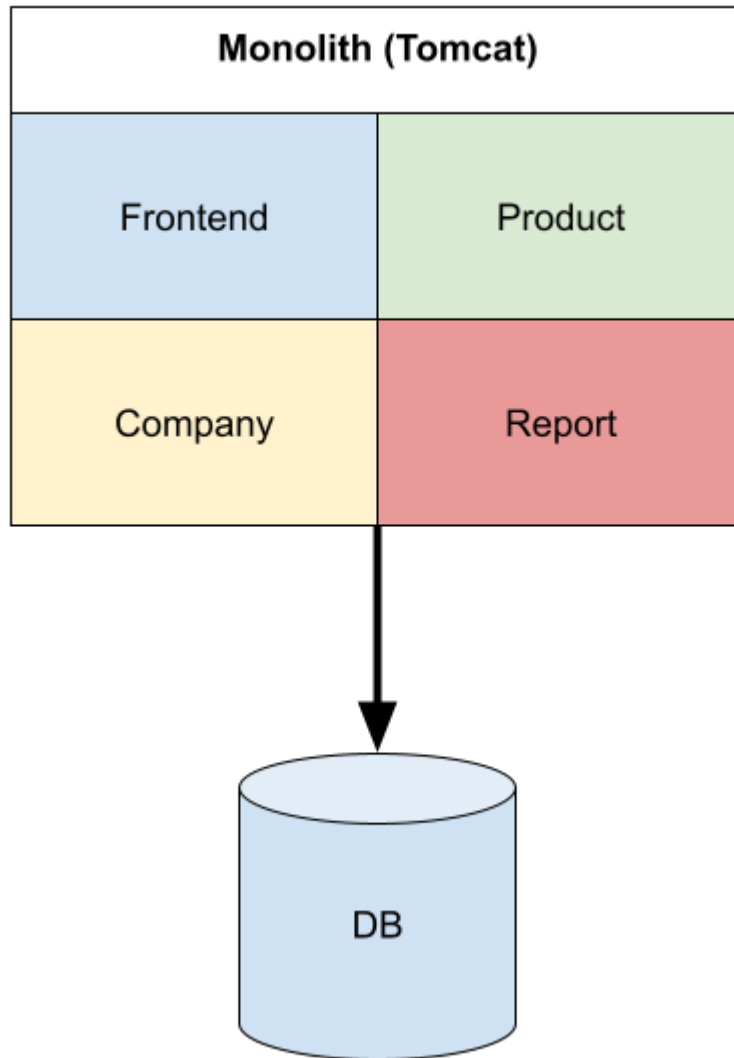 Monolith (Tomcat)
Frontend
Product
Company
Report
DB